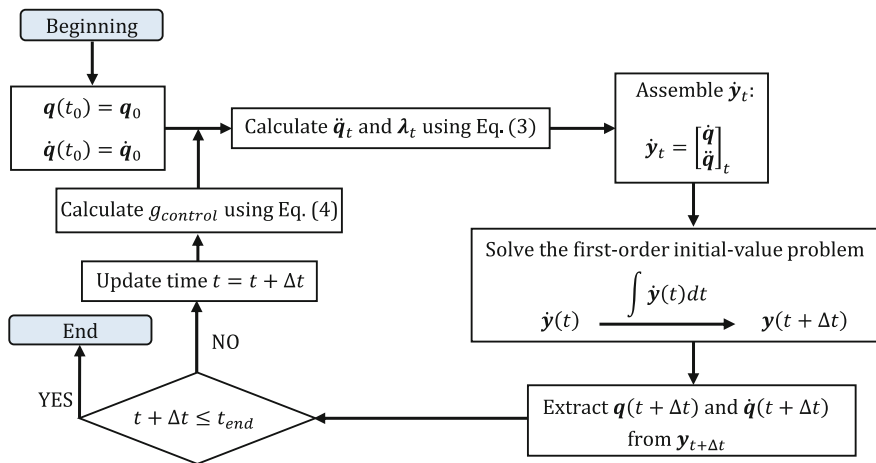 Beginning
q(t₀) = q₀
q̇(t₀) = q̇₀
Calculate q̈ₜ and λₜ using Eq. (3)
Assemble ẏₜ:
ẏₜ = [q̇ q̈]ₜ
Calculate g_control using Eq. (4)
Solve the first-order initial-value problem
∫ ẏ(t)dt
ẏ(t) y(t + Δt)
Update time t = t + Δt
End
NO
YES
t + Δt ≤ t_end
Extract q(t + Δt) and q̇(t + Δt)
from y_{t+Δt}